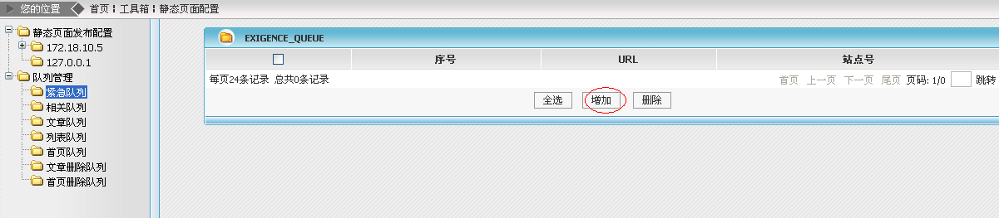 您的位置 首页 ¦ 工具箱 ¦ 静态页面配置
静态页面发布配置
172.18.10.5
127.0.0.1
队列管理
紧急队列
相关队列
文章队列
列表队列
首页队列
文章删除队列
首页删除队列
EXIGENCE_QUEUE
序号 URL 站点号
每页24条记录 总共0条记录 首页 上一页 下一页 尾页 页码: 1/0 跳转
全选 增加 删除